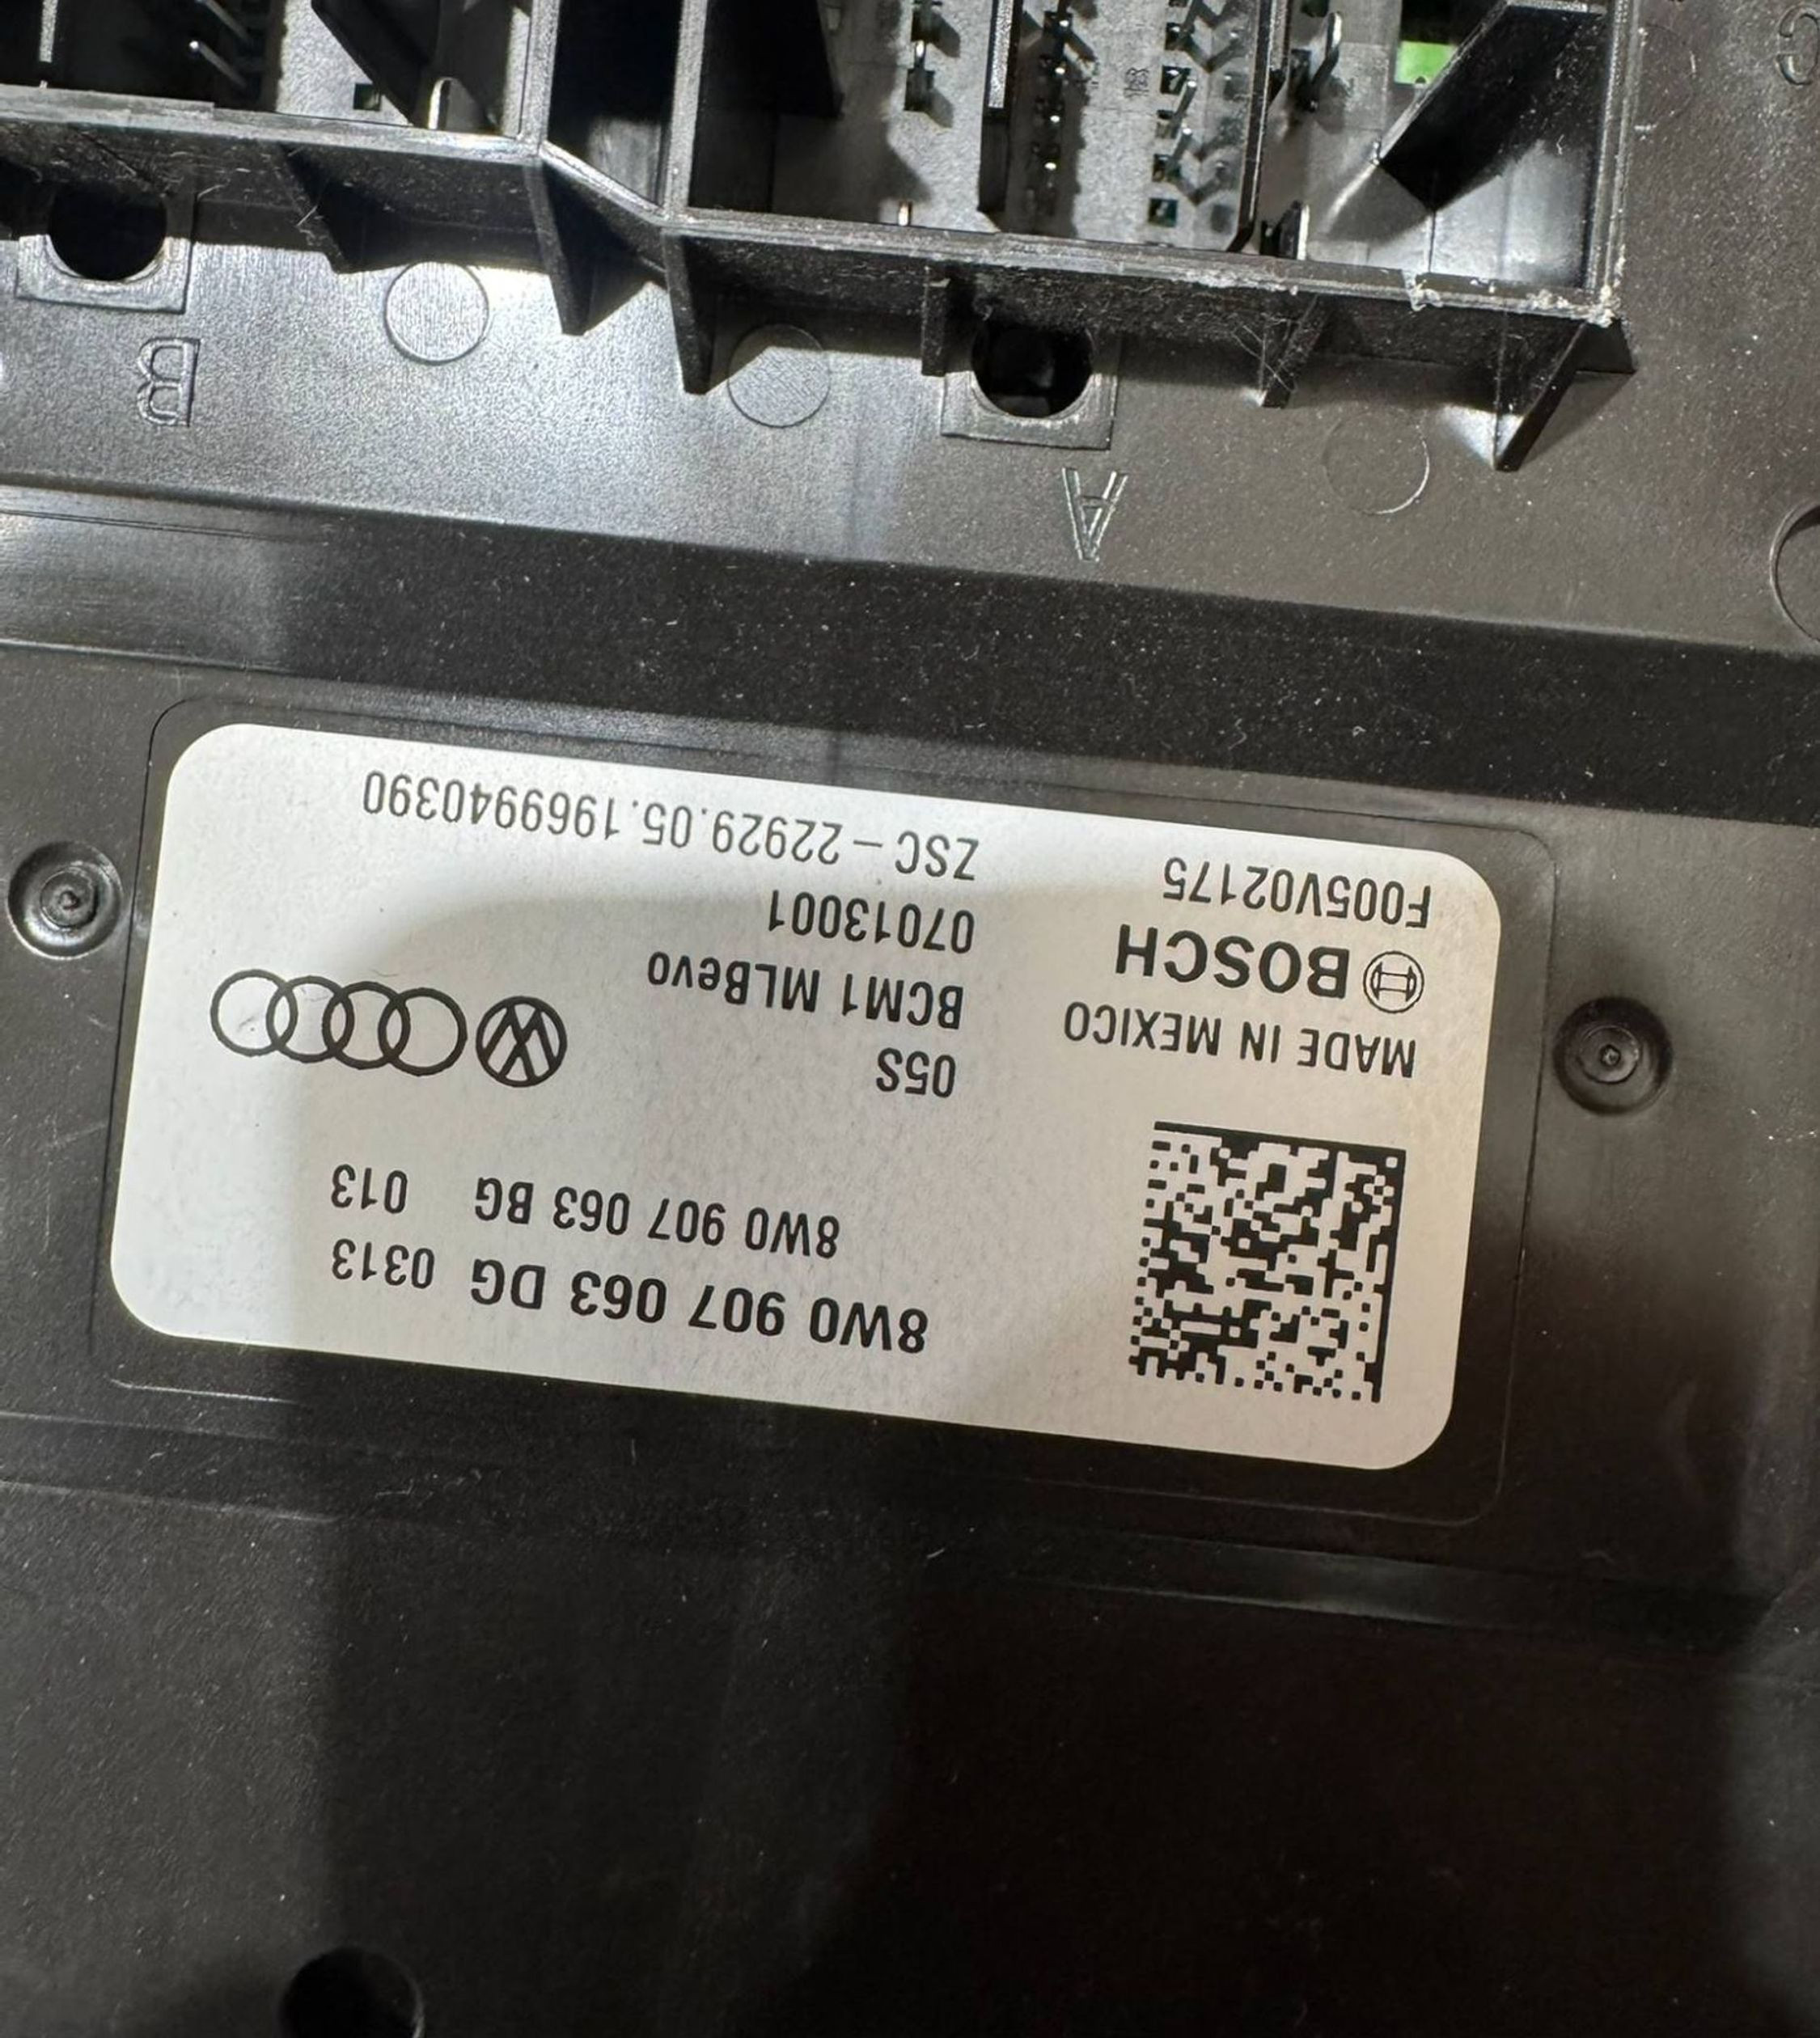 8W0 907 063 DG 0313
8W0 907 063 BG 013
05S
BCM1 MLBevo
07013001
ZSC – 22929.05.1969940390
MADE IN MEXICO
BOSCH
F005V02175
A
B
C